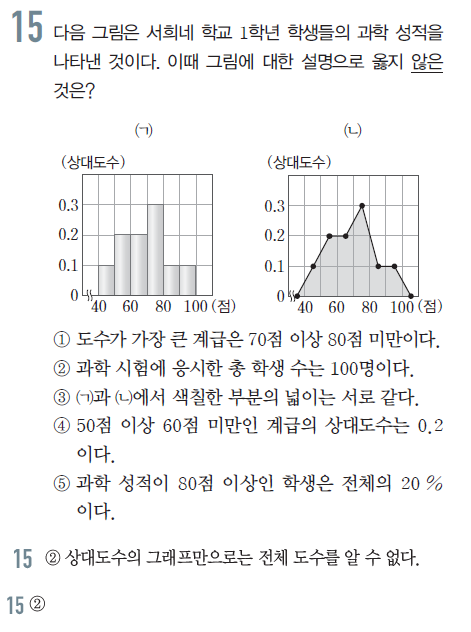 15 다음 그림은 서희네 학교 1학년 학생들의 과학 성적을
나타낸 것이다. 이때 그림에 대한 설명으로 옳지 않은
것은?
(ㄱ) (ㄴ)
(상대도수) (상대도수)
0.3 0.3
0.2 0.2
0.1 0.1
0 0
40 60 80 100 (점) 40 60 80 100 (점)
① 도수가 가장 큰 계급은 70점 이상 80점 미만이다.
② 과학 시험에 응시한 총 학생 수는 100명이다.
③ (ㄱ)과 (ㄴ)에서 색칠한 부분의 넓이는 서로 같다.
④ 50점 이상 60점 미만인 계급의 상대도수는 0.2
이다.
⑤ 과학 성적이 80점 이상인 학생은 전체의 20 %
이다.
15 ② 상대도수의 그래프만으로는 전체 도수를 알 수 없다.
15 ②